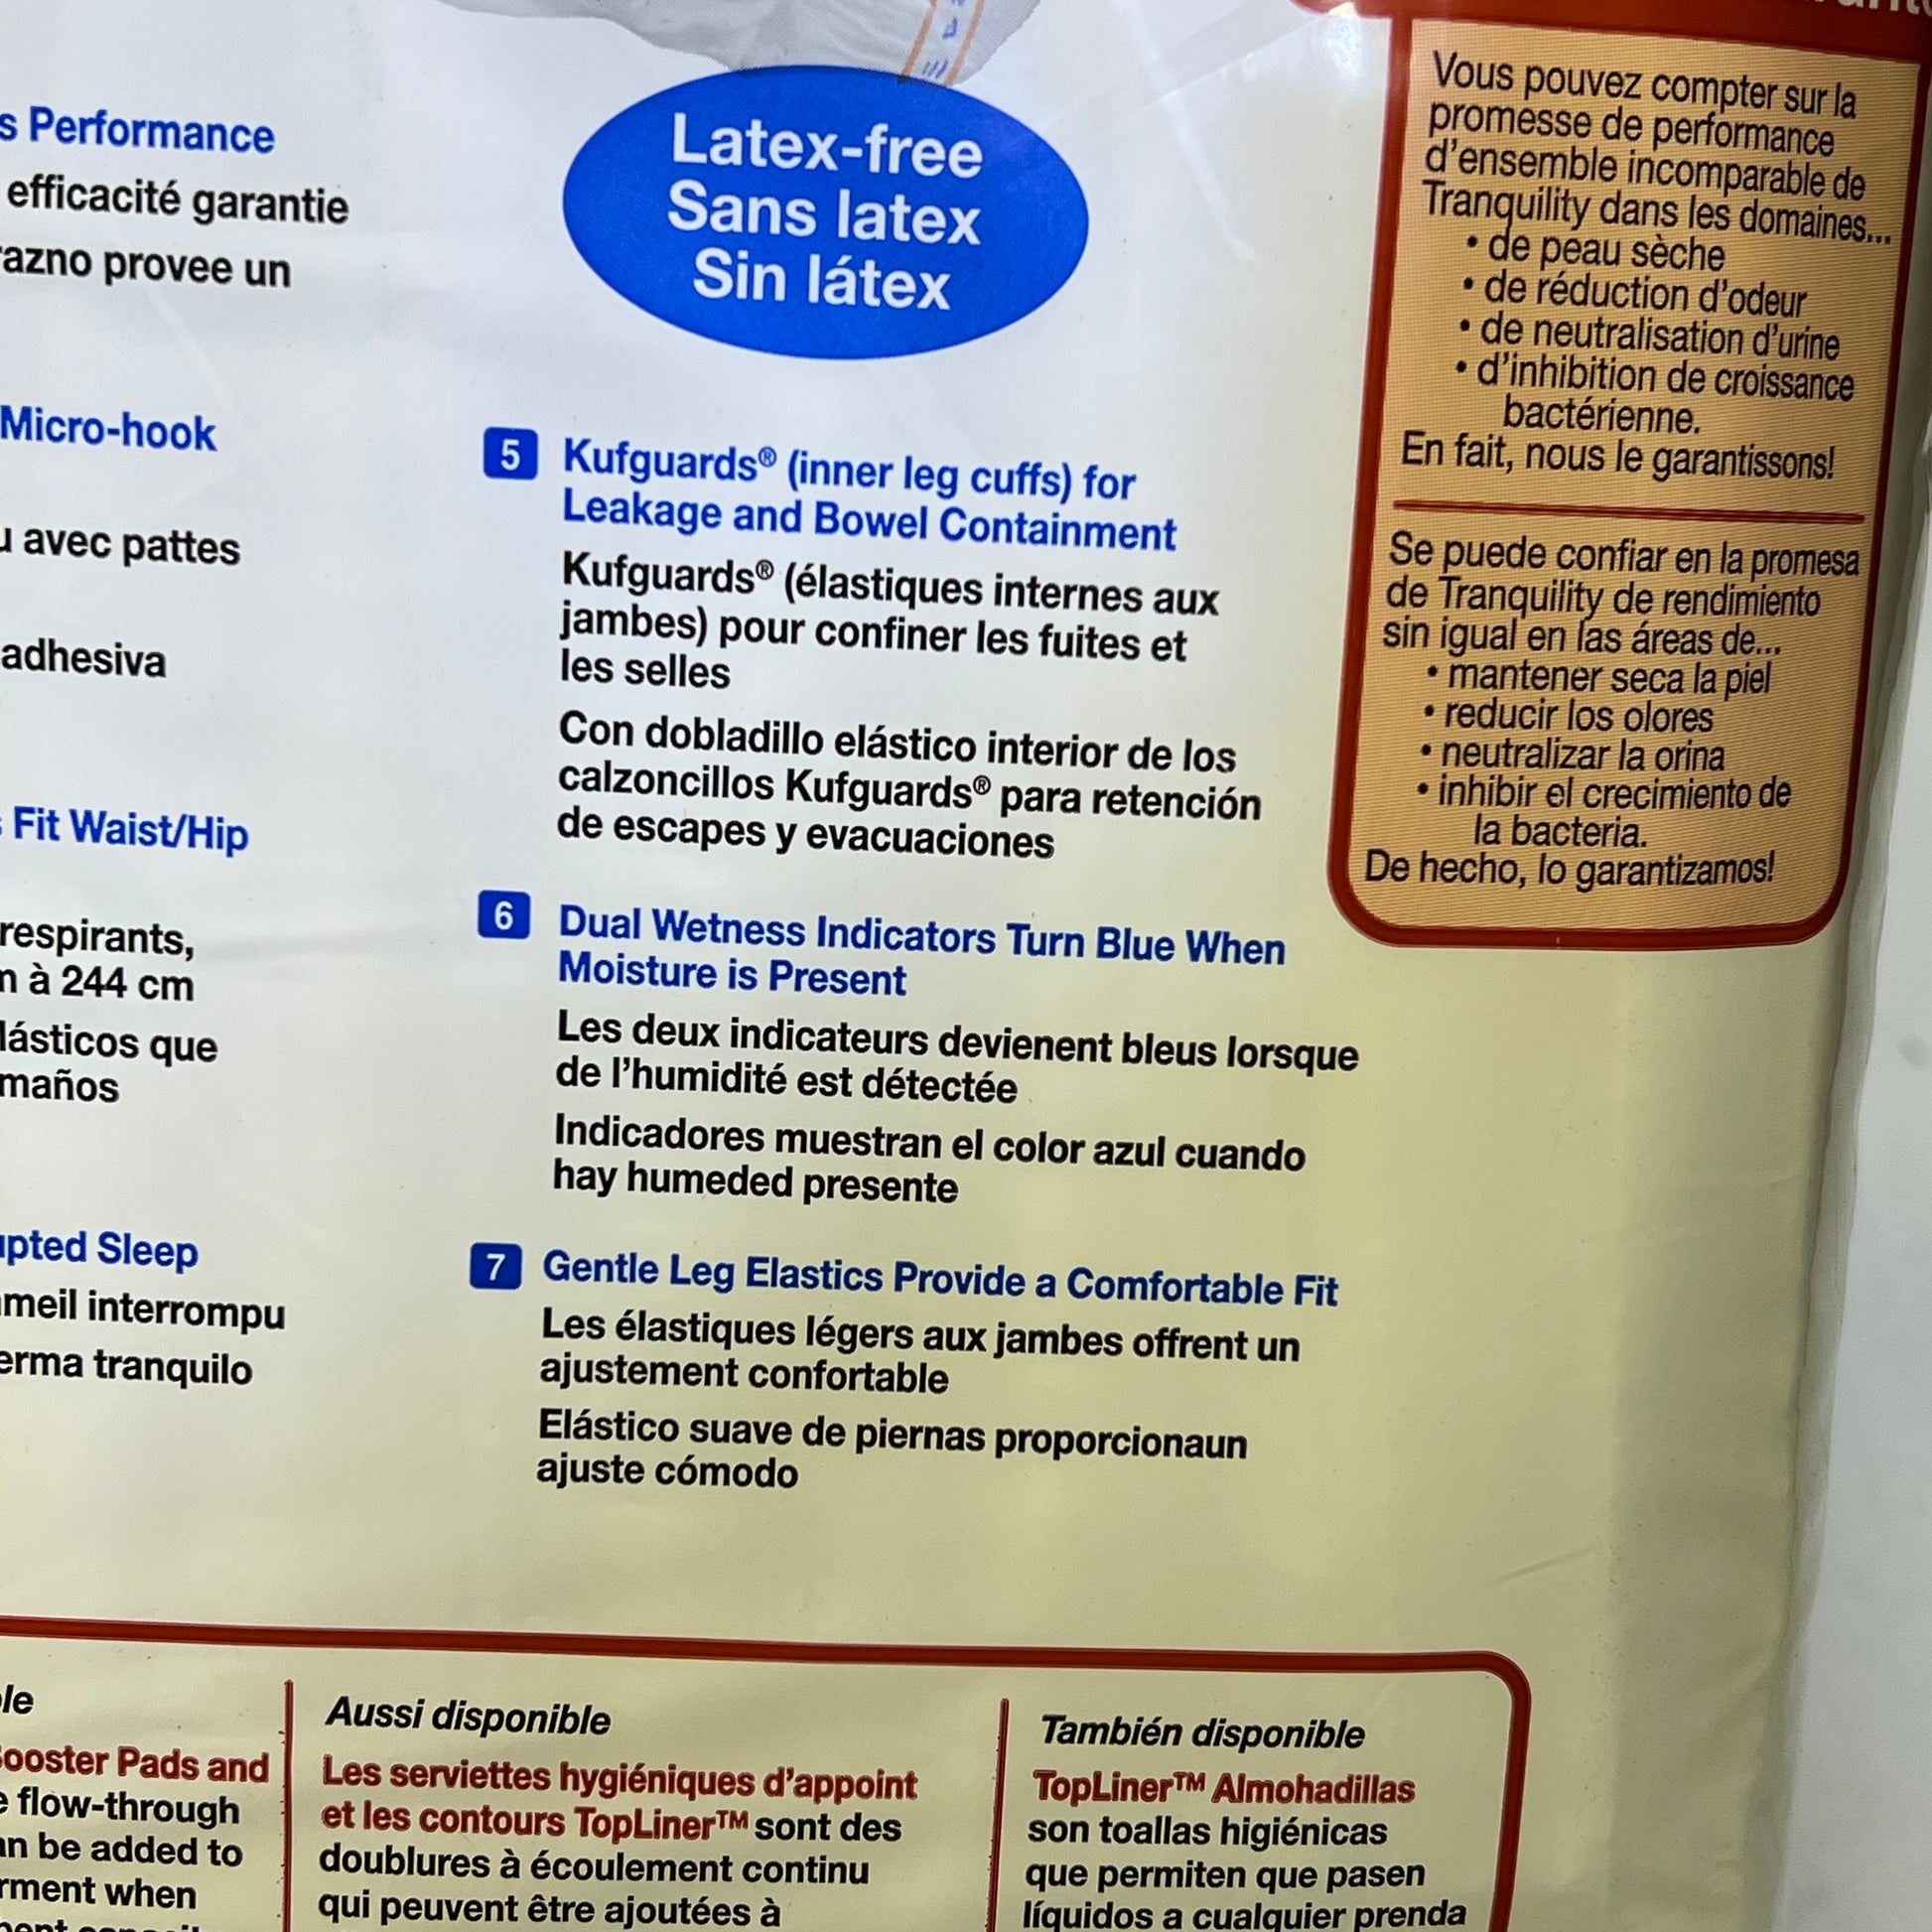 Performance
efficacité garantie
provee un
Micro-hook
avec pattes
adhesiva
Fit Waist/Hip
respirants,
à 244 cm
que
Sleep
interrompu
tranquilo
Latex-free
Sans latex
Sin látex
5 Kufguards® (inner leg cuffs) for
Leakage and Bowel Containment
Kufguards® (élastiques internes aux
jambes) pour confiner les fuites et
les selles
Con dobladillo elástico interior de los
calzoncillos Kufguards® para retención
de escapes y evacuaciones
6 Dual Wetness Indicators Turn Blue When
Moisture is Present
Les deux indicateurs devienent bleus lorsque
de l'humidité est détectée
Indicadores muestran el color azul cuando
hay humeded presente
7 Gentle Leg Elastics Provide a Comfortable Fit
Les élastiques légers aux jambes offrent un
ajustement confortable
Elástico suave de piernas proporcionaun
ajuste cómodo
Vous pouvez compter sur la
promesse de performance
d'ensemble incomparable de
Tranquility dans les domaines...
• de peau sèche
• de réduction d'odeur
• de neutralisation d'urine
• d'inhibition de croissance
bactérienne.
En fait, nous le garantissons!
Se puede confiar en la promesa
de Tranquility de rendimiento
sin igual en las áreas de...
• mantener seca la piel
• reducir los olores
• neutralizar la orina
• inhibir el crecimiento de
la bacteria.
De hecho, lo garantizamos!
Pads and
flow-through
be added to
when
Aussi disponible
Les serviettes hygiéniques d'appoint
et les contours TopLiner™ sont des
doublures à écoulement continu
qui peuvent être ajoutées à
También disponible
TopLiner™ Almohadillas
son toallas higiénicas
que permiten que pasen
líquidos a cualquier prenda